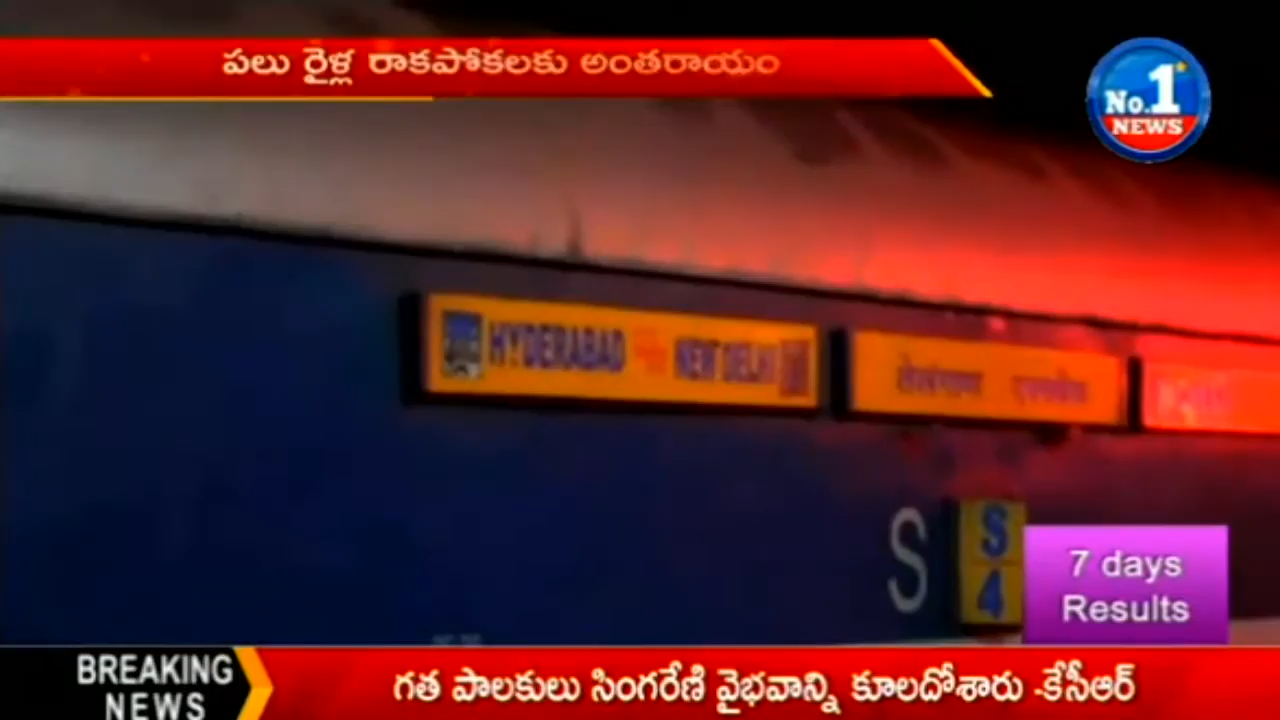 పలు రైళ్ల రాకపోకలకు అంతరాయం
No.1
NEWS
HYDERABAD NEW DELHI
S
S
4
7 days
Results
BREAKING
NEWS
గత పాలకులు సింగరేణి వైభవాన్ని కూలదోశారు -కేసీఆర్